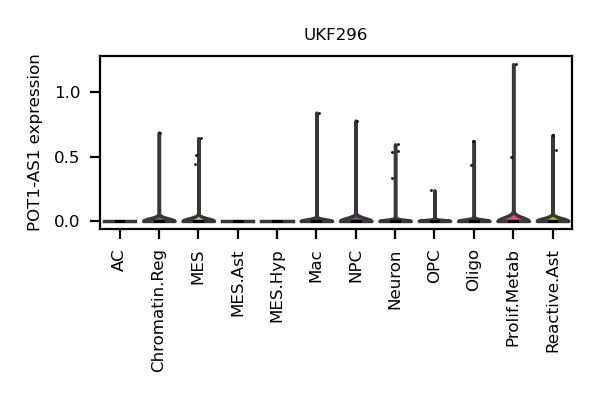 UKF296
POT1-AS1 expression
1.0
0.5
0.0
AC
Chromatin.Reg
MES
MES.Ast
MES.Hyp
Mac
NPC
Neuron
OPC
Oligo
Prolif.Metab
Reactive.Ast